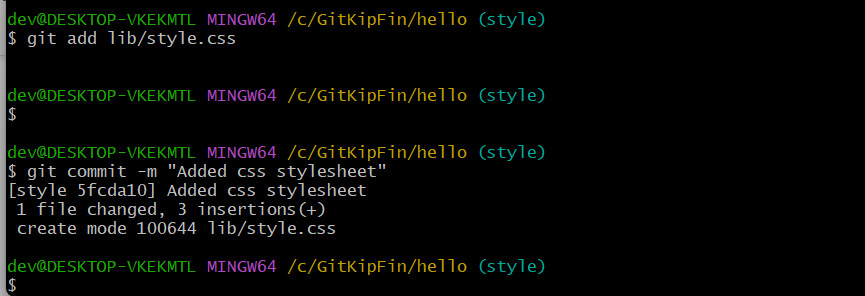 dev@DESKTOP-VKEKMTL MINGW64 /c/GitKipFin/hello (style)
$ git add lib/style.css
dev@DESKTOP-VKEKMTL MINGW64 /c/GitKipFin/hello (style)
$
dev@DESKTOP-VKEKMTL MINGW64 /c/GitKipFin/hello (style)
$ git commit -m "Added css stylesheet"
[style 5fcda10] Added css stylesheet
 1 file changed, 3 insertions(+)
 create mode 100644 lib/style.css
dev@DESKTOP-VKEKMTL MINGW64 /c/GitKipFin/hello (style)
$